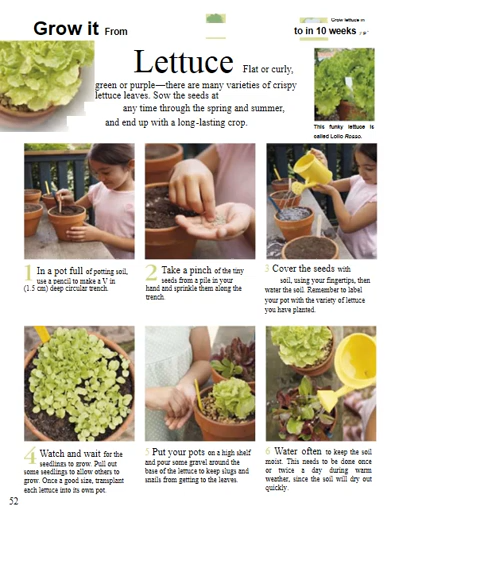 Grow it From
Grow lettuce in
to in 10 weeks
Lettuce Flat or curly,
green or purple—there are many varieties of crispy
lettuce leaves. Sow the seeds at
any time through the spring and summer,
and end up with a long-lasting crop.
This funky lettuce is
called Lollo Rosso.
1 In a pot full of potting soil,
use a pencil to make a V in
(1.5 cm) deep circular trench.
2 Take a pinch of the tiny
seeds from a pile in your
hand and sprinkle them along the
trench.
3 Cover the seeds with
soil, using your fingertips, then
water the soil. Remember to label
your pot with the variety of lettuce
you have planted.
4 Watch and wait for the
seedlings to grow. Pull out
some seedlings to allow others to
grow. Once a good size, transplant
each lettuce into its own pot.
5 Put your pots on a high shelf
and pour some gravel around the
base of the lettuce to keep slugs and
snails from getting to the leaves.
6 Water often to keep the soil
moist. This needs to be done once
or twice a day during warm
weather, since the soil will dry out
quickly.
52